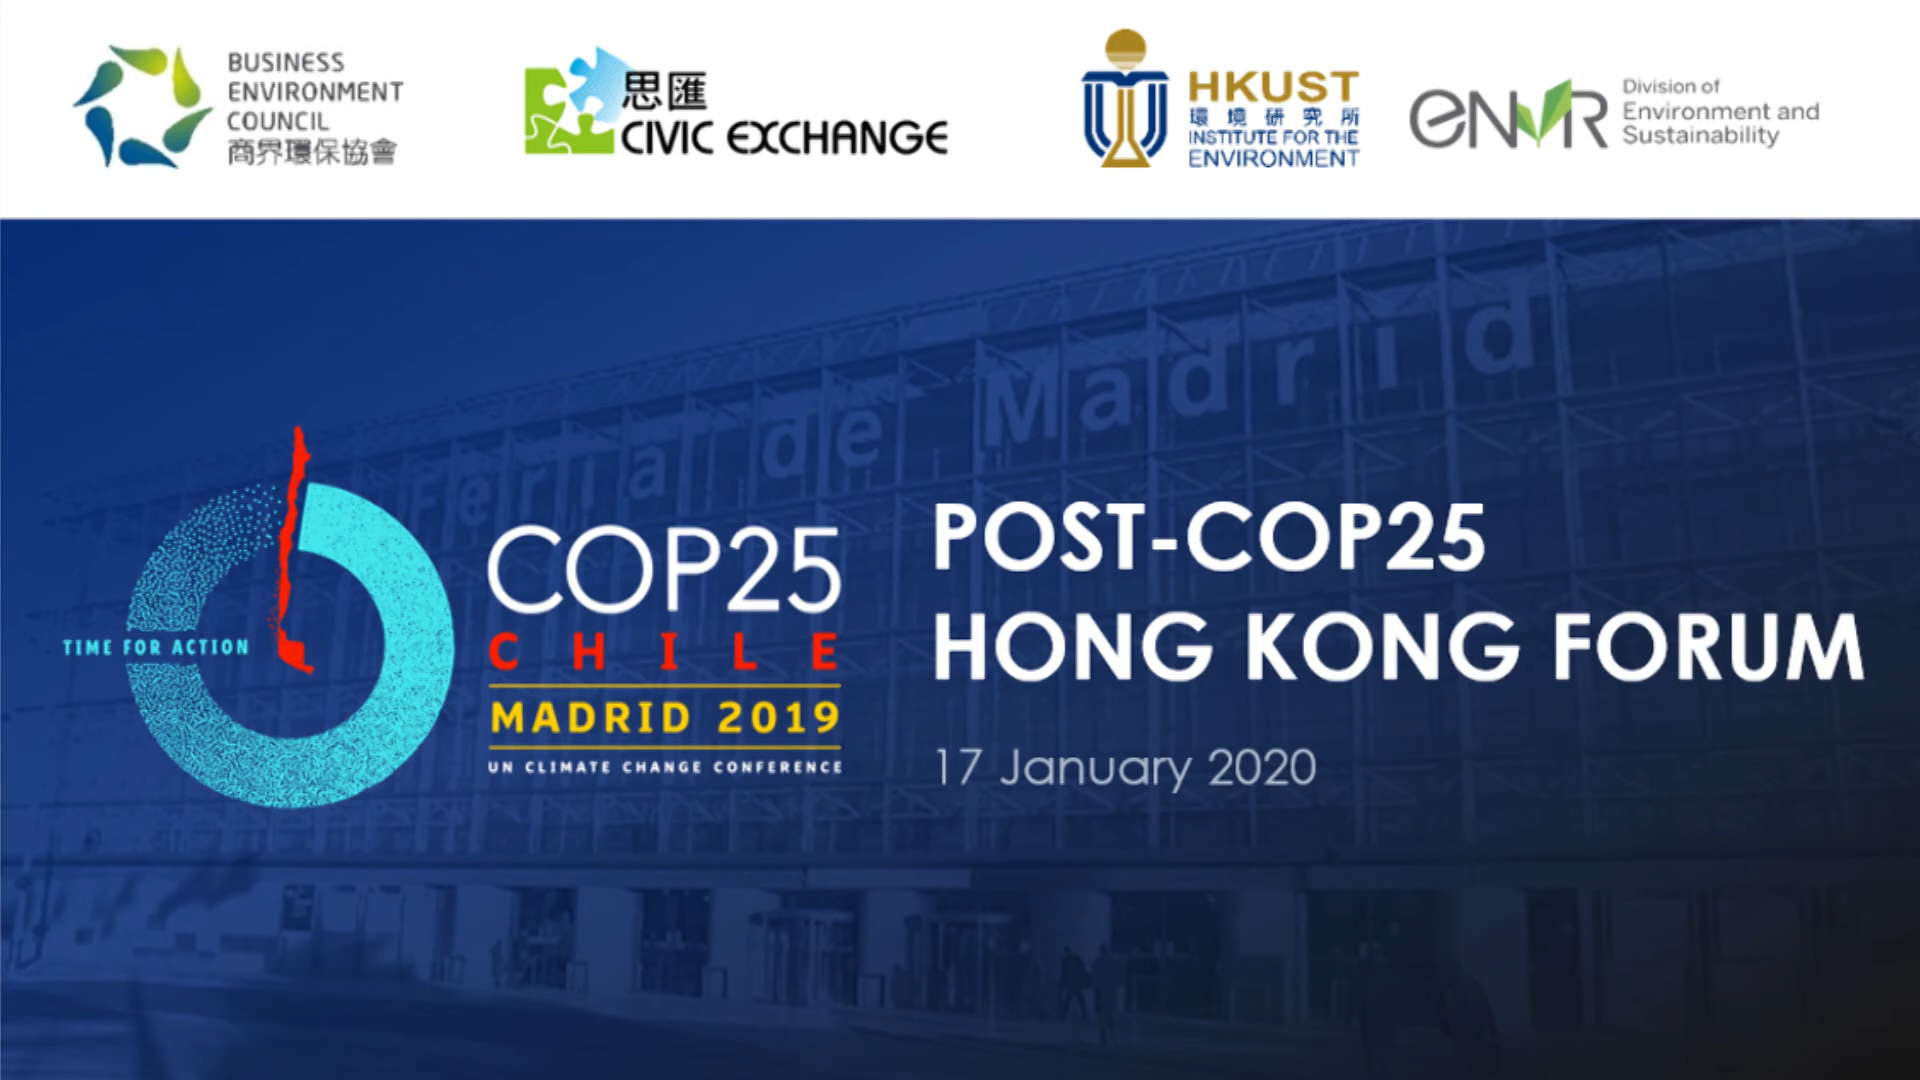 BUSINESS
ENVIRONMENT
COUNCIL
商界環保協會
思匯
CIVIC EXCHANGE
HKUST
環境研究所
INSTITUTE FOR THE
ENVIRONMENT
ENVR
Division of
Environment and
Sustainability
Ferial de Madrid
TIME FOR ACTION
COP25
CHILE
MADRID 2019
UN CLIMATE CHANGE CONFERENCE
POST-COP25
HONG KONG FORUM
17 January 2020